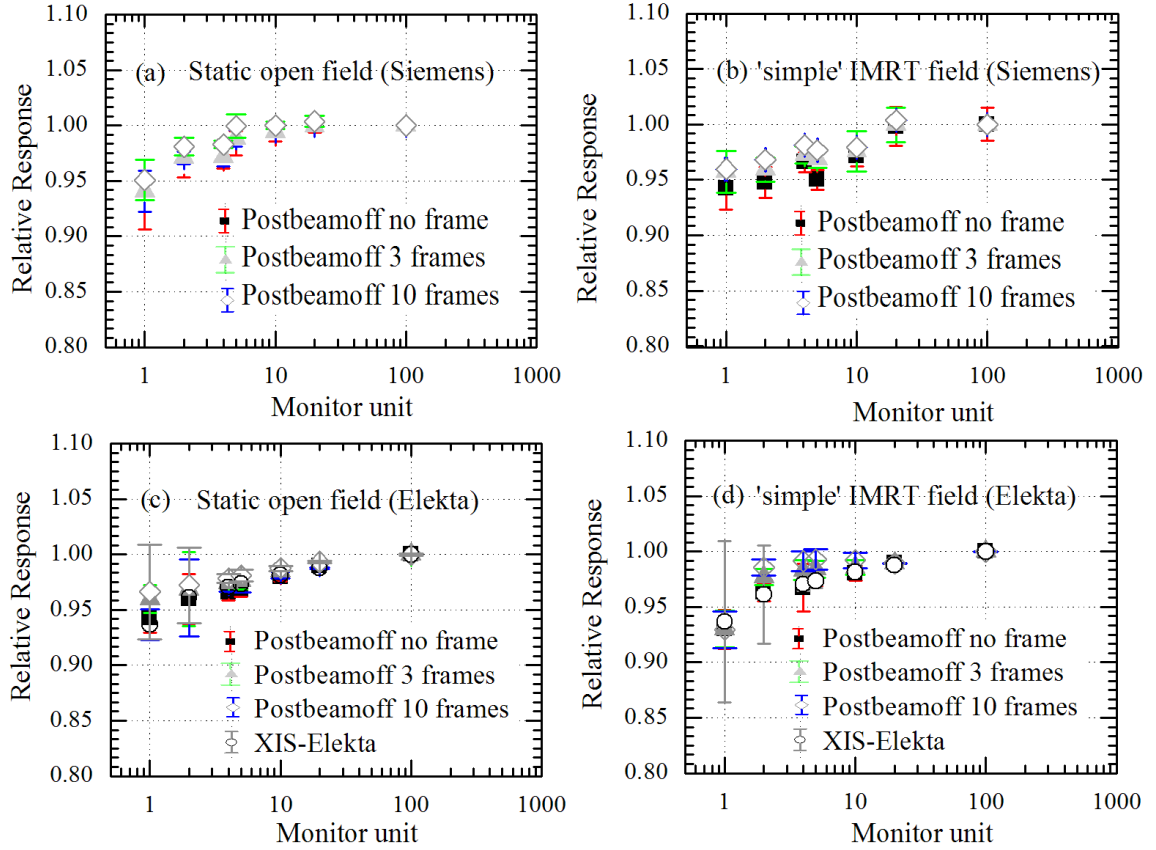 1.10
1.05
1.00
0.95
0.90
0.85
0.80
Relative Response
(a) Static open field (Siemens)
Postbeamoff no frame
Postbeamoff 3 frames
Postbeamoff 10 frames
1 10 100 1000
Monitor unit
1.10
1.05
1.00
0.95
0.90
0.85
0.80
Relative Response
(b) 'simple' IMRT field (Siemens)
Postbeamoff no frame
Postbeamoff 3 frames
Postbeamoff 10 frames
1 10 100 1000
Monitor unit
1.10
1.05
1.00
0.95
0.90
0.85
0.80
Relative Response
(c) Static open field (Elekta)
Postbeamoff no frame
Postbeamoff 3 frames
Postbeamoff 10 frames
XIS-Elekta
1 10 100 1000
Monitor unit
1.10
1.05
1.00
0.95
0.90
0.85
0.80
Relative Response
(d) 'simple' IMRT field (Elekta)
Postbeamoff no frame
Postbeamoff 3 frames
Postbeamoff 10 frames
XIS-Elekta
1 10 100 1000
Monitor unit